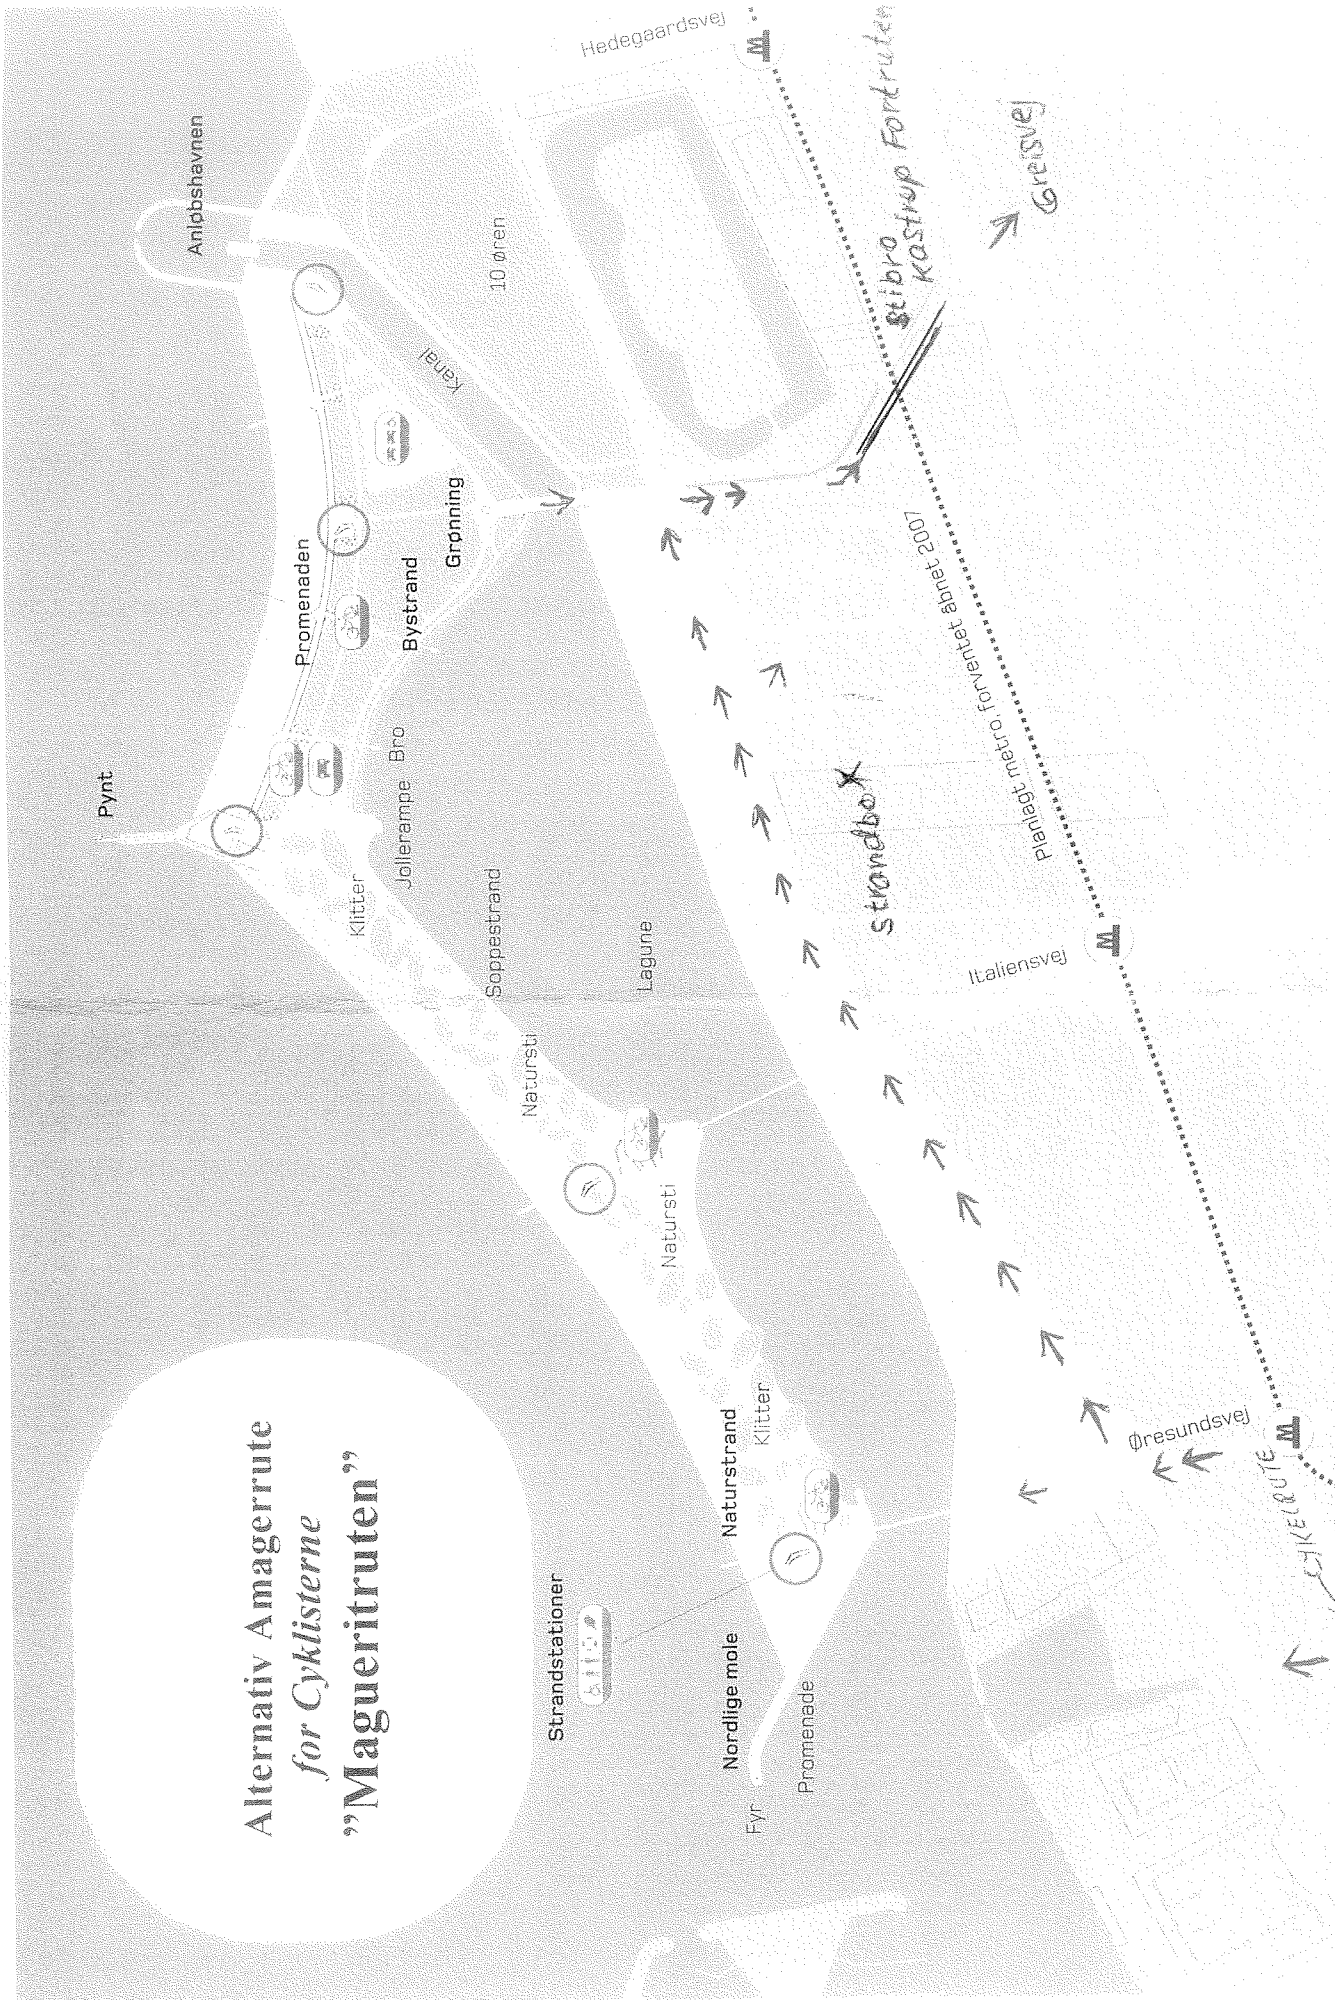 Alternativ Amagerrute
for Cyklisterne
”Magueritruten”
Pynt
Anløbshavnen
Strandstationer
Promenaden
Klitter
Jollerampe
Bro
Bystrand
Grønning
Kanal
10 øren
Hedegaardsvej
Soppestrand
Natursti
Lagune
Natursti
Fyr
Nordlige mole
Promenade
Naturstrand
Klitter
strandbox
stibro
Kastrup Fortruten
Greisvej
Planlagt metro, forventet åbnet 2007
Italiensvej
Øresundsvej
CYKELRUTE
M
M
M